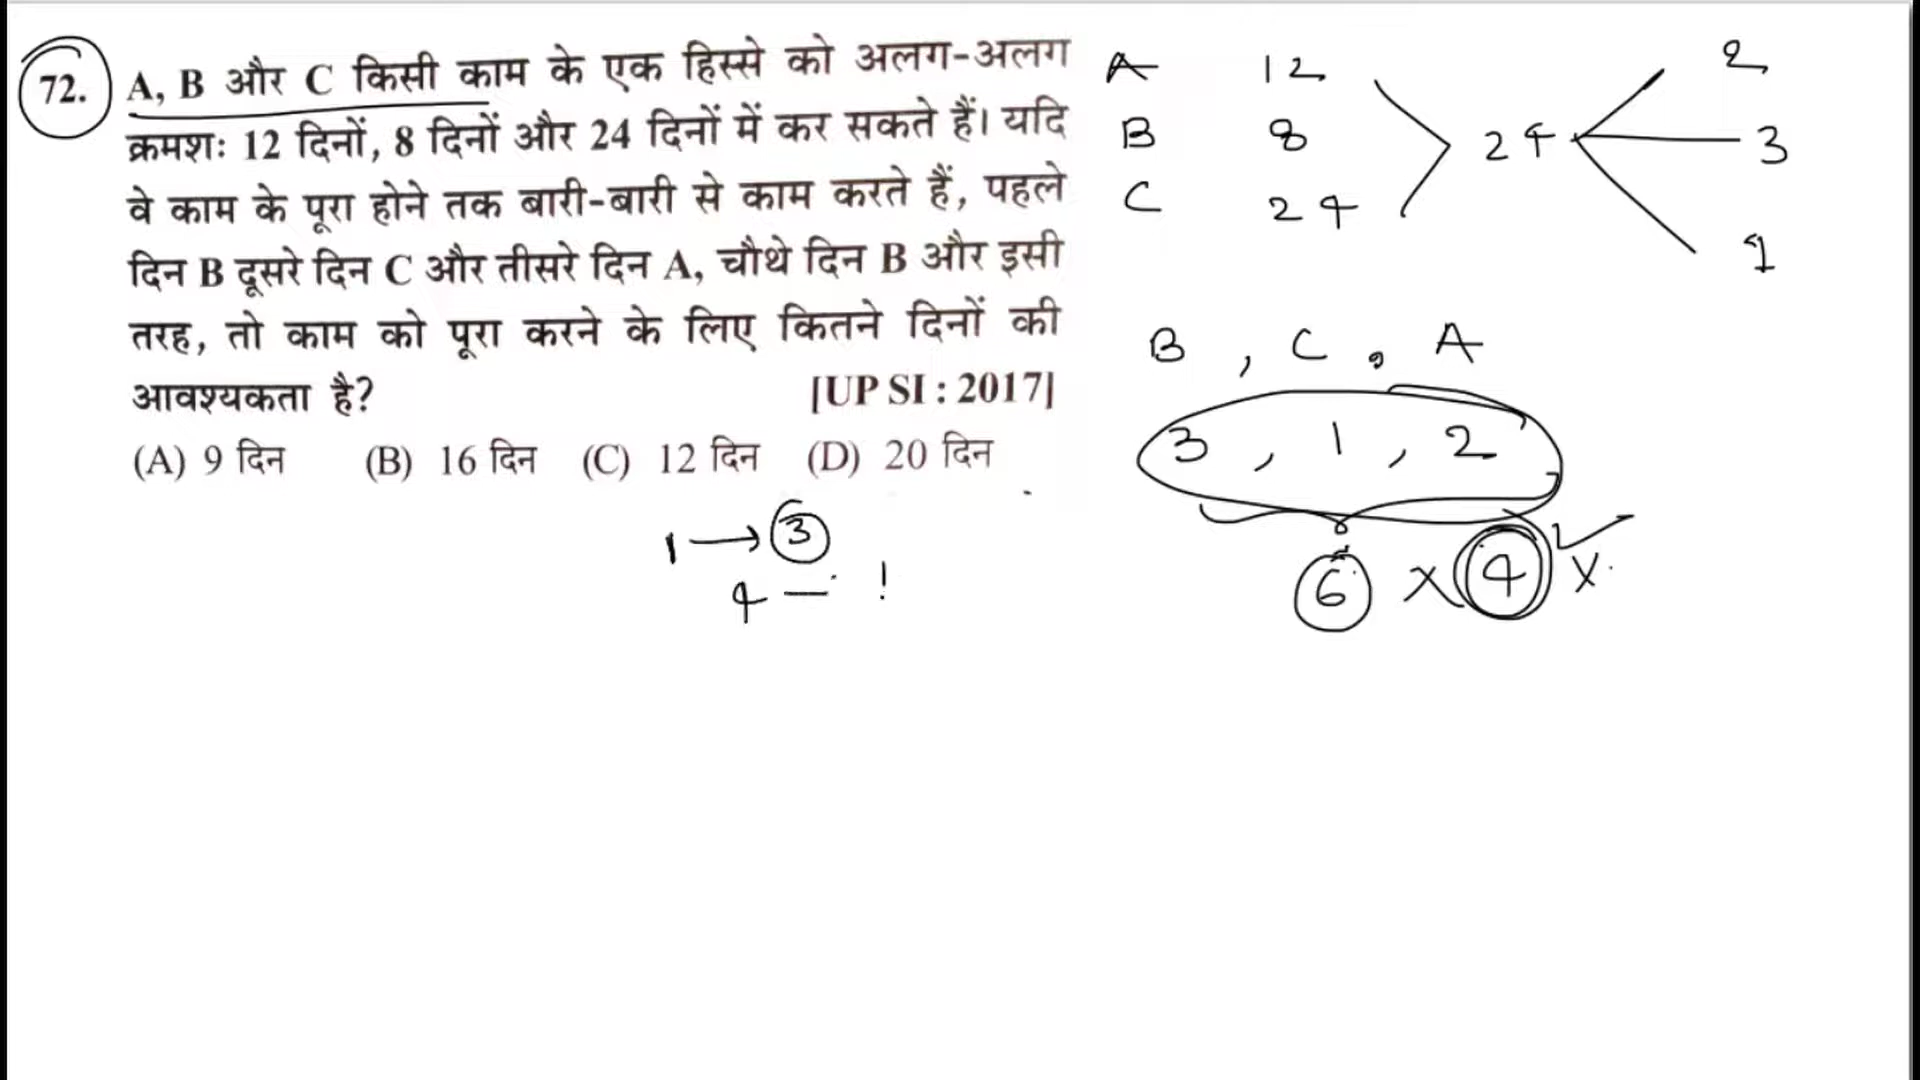 72. A, B और C किसी काम के एक हिस्से को अलग-अलग
क्रमशः 12 दिनों, 8 दिनों और 24 दिनों में कर सकते हैं। यदि
वे काम के पूरा होने तक बारी-बारी से काम करते हैं, पहले
दिन B दूसरे दिन C और तीसरे दिन A, चौथे दिन B और इसी
तरह, तो काम को पूरा करने के लिए कितने दिनों की
आवश्यकता है? [UP SI : 2017]
(A) 9 दिन (B) 16 दिन (C) 12 दिन (D) 20 दिन
A 12 2
B 8 24 3
C 24 1
B , C , A
3 , 1 , 2
1 → 3
4 —
6 × 4